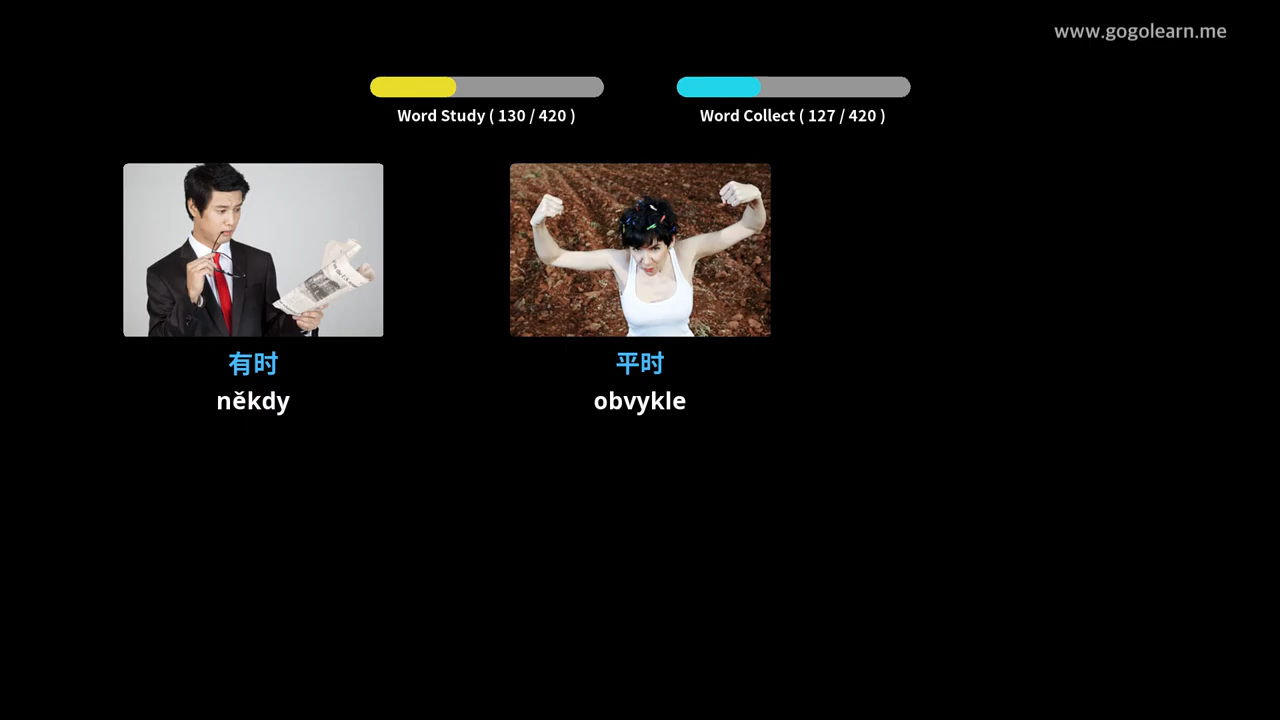 www.gogolearn.me
Word Study ( 130 / 420 )
Word Collect ( 127 / 420 )
有时
někdy
平时
obvykle